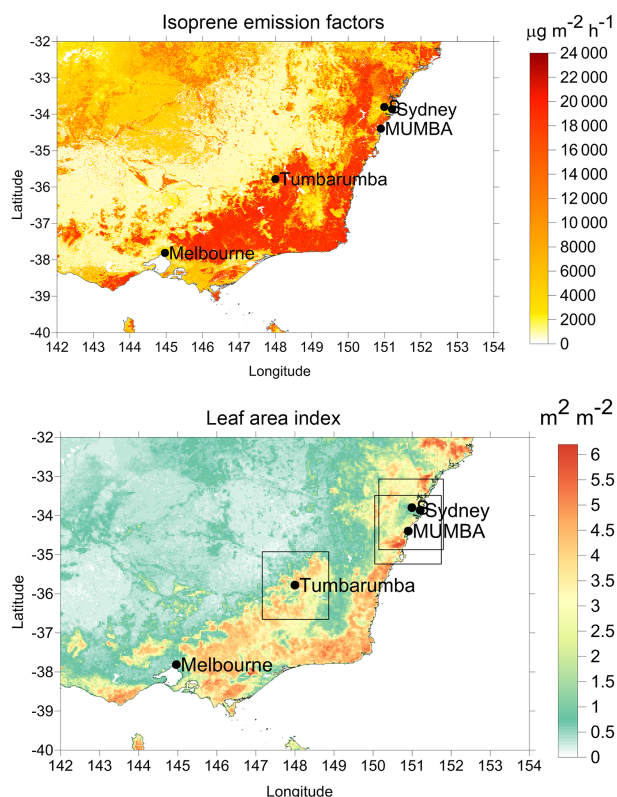 Isoprene emission factors
μg m-2 h-1
-32
-33
-34
-35
-36
-37
-38
-39
-40
Latitude
S
Sydney
MUMBA
Tumbarumba
Melbourne
142 143 144 145 146 147 148 149 150 151 152 153 154
Longitude
24 000
22 000
20 000
18 000
16 000
14 000
12 000
10 000
8000
6000
4000
2000
0
Leaf area index
m2 m-2
-32
-33
-34
-35
-36
-37
-38
-39
-40
Latitude
S
Sydney
MUMBA
Tumbarumba
Melbourne
142 143 144 145 146 147 148 149 150 151 152 153 154
Longitude
6
5.5
5
4.5
4
3.5
3
2.5
2
1.5
1
0.5
0